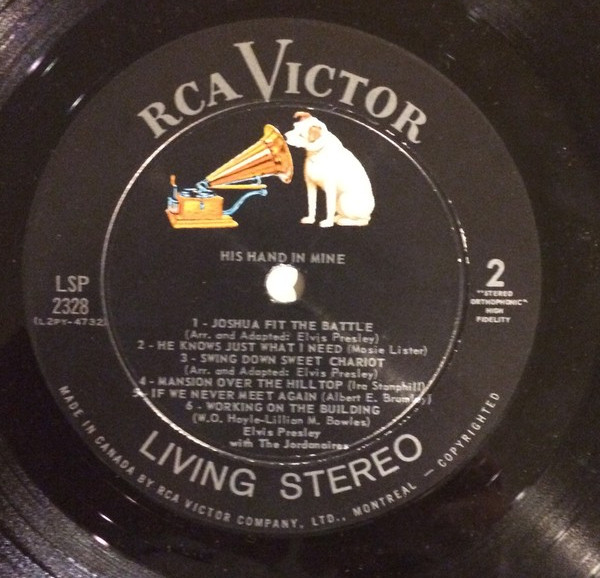 RCA VICTOR
HIS HAND IN MINE
LSP
2328
(L2PY-4732)
2
"STEREO
ORTHOPHONIC"
HIGH
FIDELITY
1 - JOSHUA FIT THE BATTLE
(Arr. and Adapted: Elvis Presley)
2 - HE KNOWS JUST WHAT I NEED (Mosie Lister)
3 - SWING DOWN SWEET CHARIOT
(Arr. and Adapted: Elvis Presley)
4 - MANSION OVER THE HILLTOP (Ira Stanphill)
5 - IF WE NEVER MEET AGAIN (Albert E. Brumley)
6 - WORKING ON THE BUILDING
(W.O. Hoyle-Lillian M. Bowles)
Elvis Presley
with The Jordanaires
LIVING STEREO
MADE IN CANADA BY RCA VICTOR COMPANY, LTD., MONTREAL — COPYRIGHTED